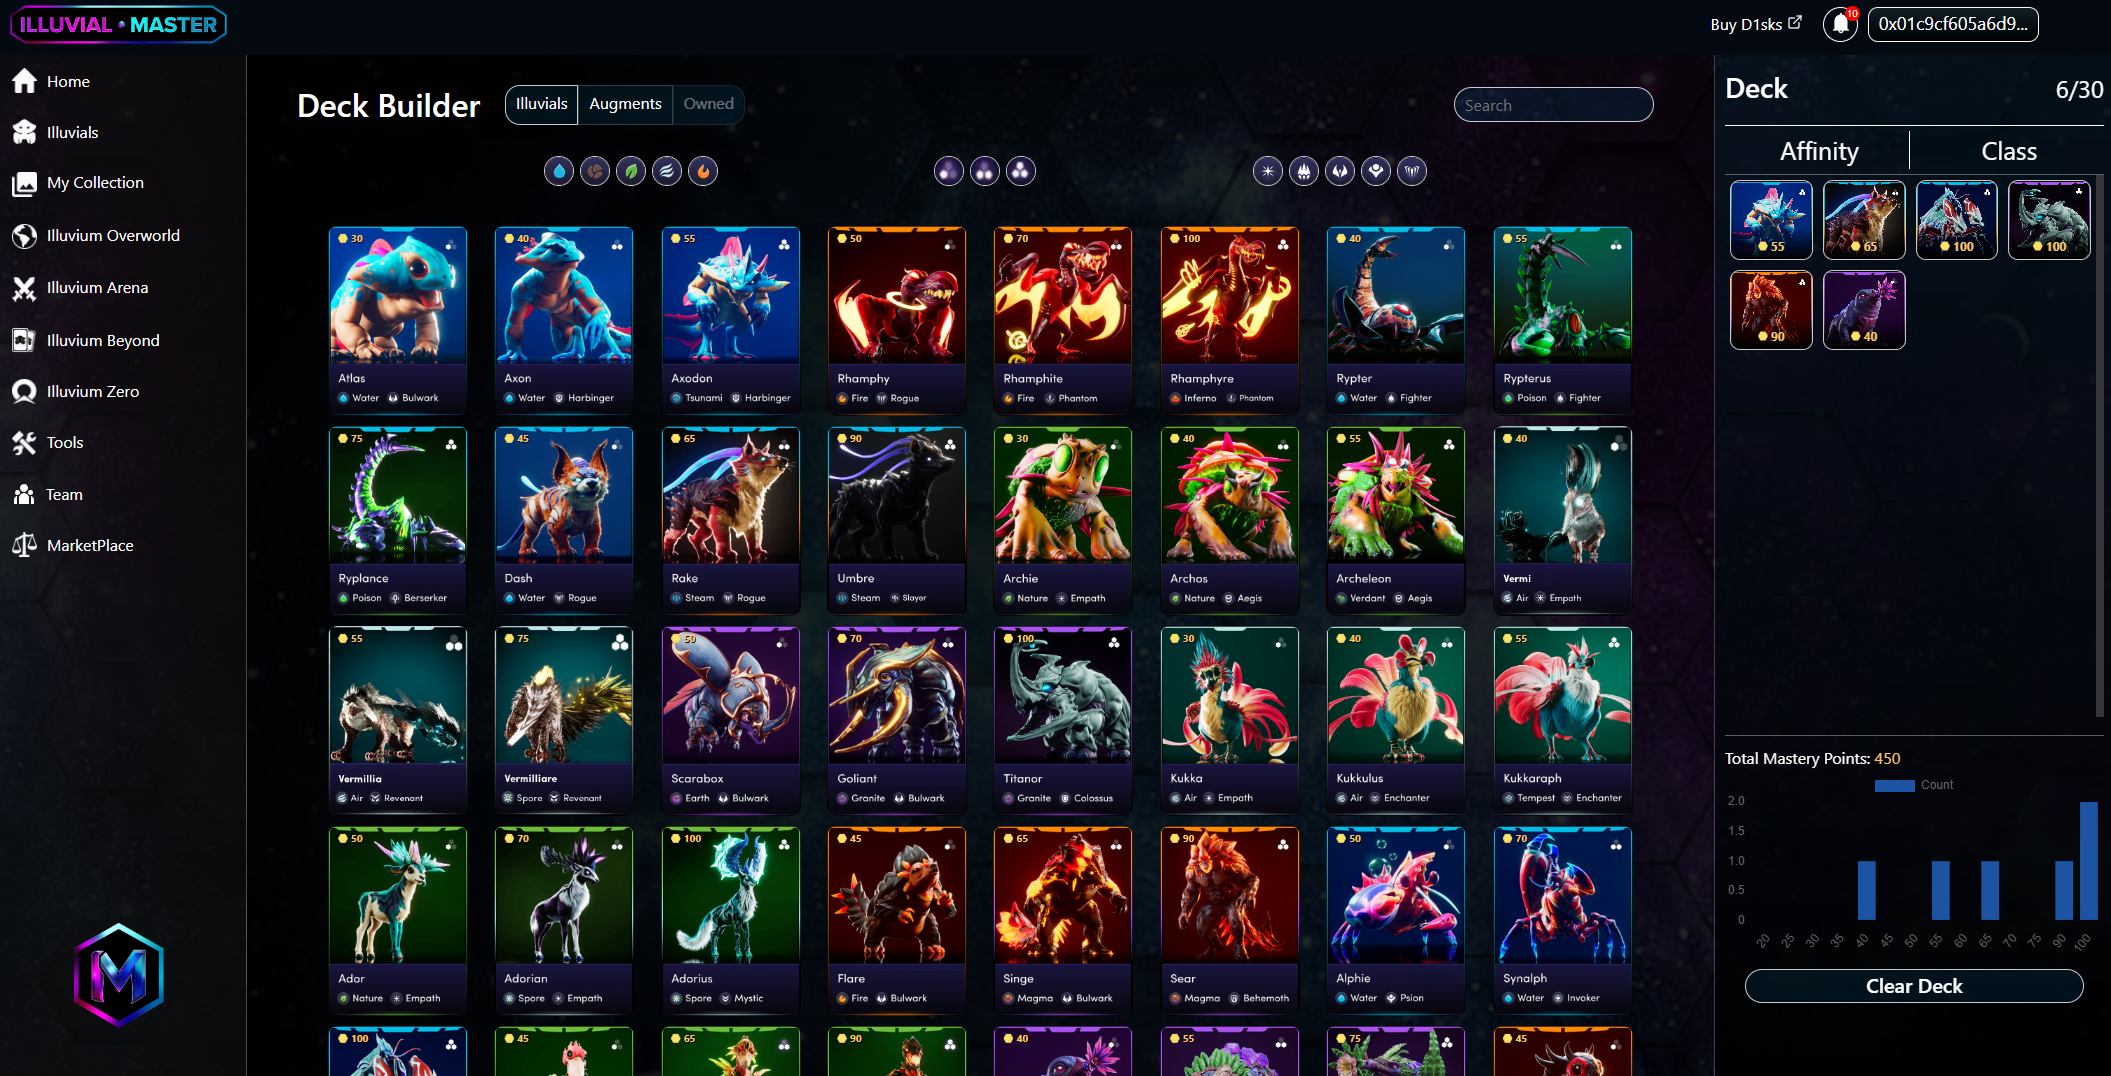 ILLUVIAL • MASTER
Buy D1sks
10
0x01c9cf605a6d9...
Home
Illuvials
My Collection
Illuvium Overworld
Illuvium Arena
Illuvium Beyond
Illuvium Zero
Tools
Team
MarketPlace
M
Deck Builder
Illuvials Augments Owned
Search
30 40 55 50 70 100 40 55
Atlas Axon Axodon Rhamphy Rhamphite Rhamphyre Rypter Rypterus
Water Bulwark Water Harbinger Tsunami Harbinger Fire Rogue Fire Phantom Inferno Phantom Water Fighter Poison Fighter
75 45 65 90 30 40 55 40
Ryplance Dash Rake Umbre Archie Archos Archeleon Vermi
Poison Berserker Water Rogue Steam Rogue Steam Slayer Nature Empath Nature Aegis Verdant Aegis Air Empath
55 75 50 70 100 30 40 55
Vermillia Vermilliare Scarabox Goliant Titanor Kukka Kukkulus Kukkaraph
Air Revenant Spore Revenant Earth Bulwark Granite Bulwark Granite Colossus Air Empath Air Enchanter Tempest Enchanter
50 70 100 45 65 90 50 70
Ador Adorian Adorius Flare Singe Sear Alphie Synalph
Nature Empath Spore Empath Spore Mystic Fire Bulwark Magma Bulwark Magma Behemoth Water Psion Water Invoker
100 45 65 90 40 55 75 45
Deck 6/30
Affinity Class
55 65 100 100
90 40
Total Mastery Points: 450
Count
2.0
1.5
1.0
0.5
0
20 25 30 35 40 45 50 55 60 65 70 75 90 100
Clear Deck